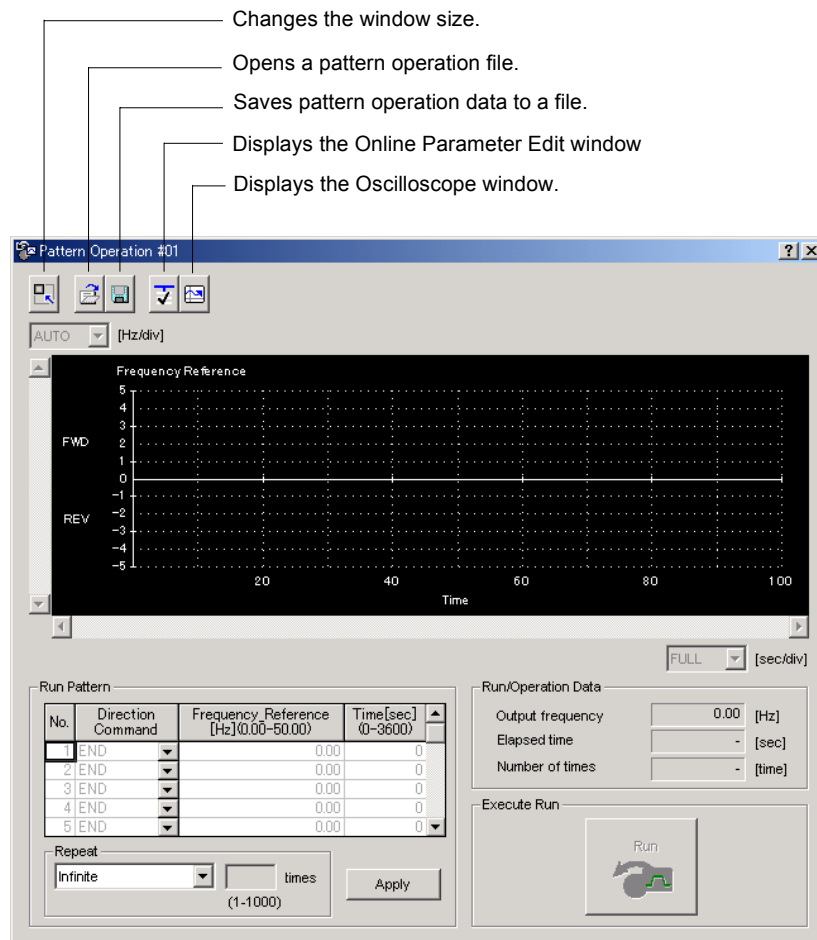 Changes the window size.
Opens a pattern operation file.
Saves pattern operation data to a file.
Displays the Online Parameter Edit window
Displays the Oscilloscope window.
Pattern Operation #01
AUTO [Hz/div]
Frequency Reference
5
4
3
FWD 2
1
0
-1
REV -2
-3
-4
-5
20 40 60 80 100
Time
FULL [sec/div]
Run Pattern
No. Direction Command Frequency_Reference [Hz](0.00-50.00) Time[sec] (0-3600)
1 END 0.00 0
2 END 0.00 0
3 END 0.00 0
4 END 0.00 0
5 END 0.00 0
Repeat
Infinite times
(1-1000)
Apply
Run/Operation Data
Output frequency 0.00 [Hz]
Elapsed time - [sec]
Number of times - [time]
Execute Run
Run